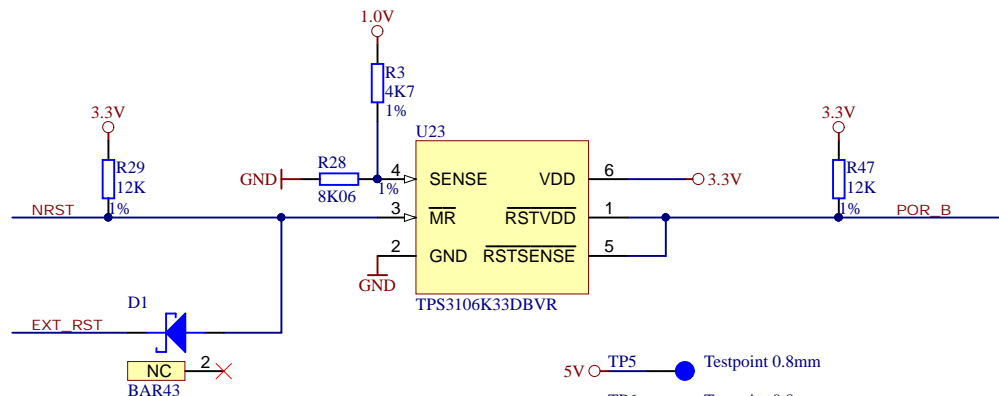 1.0V
R3
4K7
1%
3.3V
R29
12K
1%
NRST
GND
R28
8K06
1%
U23
4
SENSE
VDD
6
3.3V
3
MR
RSTVDD
1
2
GND
RSTSENSE
5
GND
TPS3106K33DBVR
3.3V
R47
12K
1%
POR_B
D1
EXT_RST
NC
2
BAR43
5V
TP5
Testpoint 0.8mm